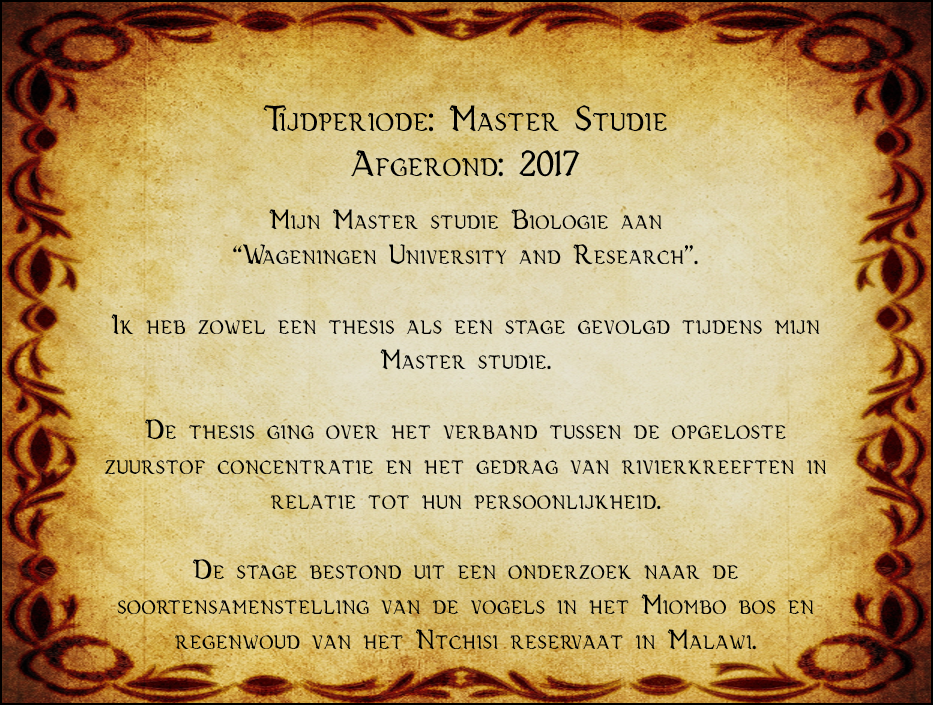 Tijdperiode: Master Studie
Afgerond: 2017
Mijn Master studie Biologie aan
“Wageningen University and Research”.
Ik heb zowel een thesis als een stage gevolgd tijdens mijn
Master studie.
De thesis ging over het verband tussen de opgeloste
zuurstof concentratie en het gedrag van rivierkreeften in
relatie tot hun persoonlijkheid.
De stage bestond uit een onderzoek naar de
soortensamenstelling van de vogels in het Miombo bos en
regenwoud van het Ntchisi reservaat in Malawi.